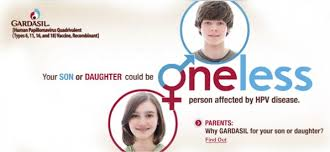 GARDASIL
[Human Papillomavirus Quadrivalent
(Types 6, 11, 16, and 18) Vaccine, Recombinant]
Your SON or DAUGHTER could be
oneless
person affected by HPV disease.
PARENTS:
Why GARDASIL for your son or daughter?
Find Out